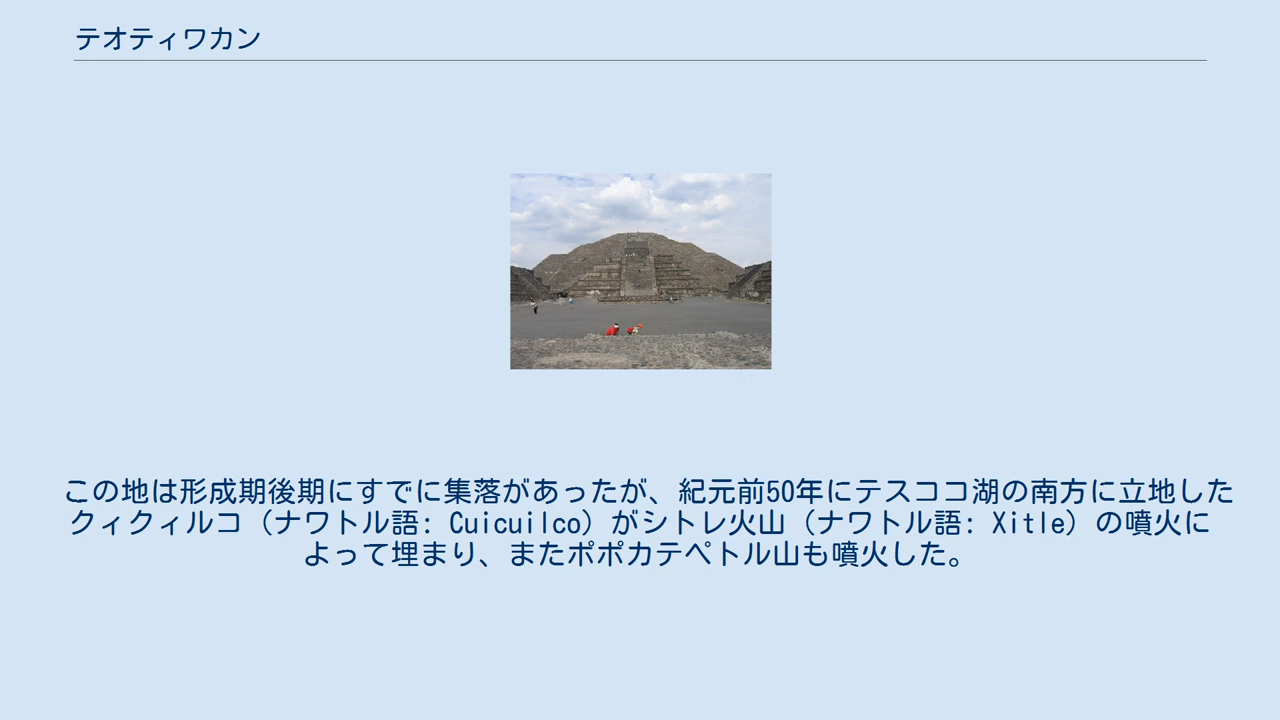 テオティワカン
この地は形成期後期にすでに集落があったが、紀元前50年にテスココ湖の南方に立地した
クィクィルコ（ナワトル語: Cuicuilco）がシトレ火山（ナワトル語: Xitle）の噴火に
よって埋まり、またポポカテペトル山も噴火した。